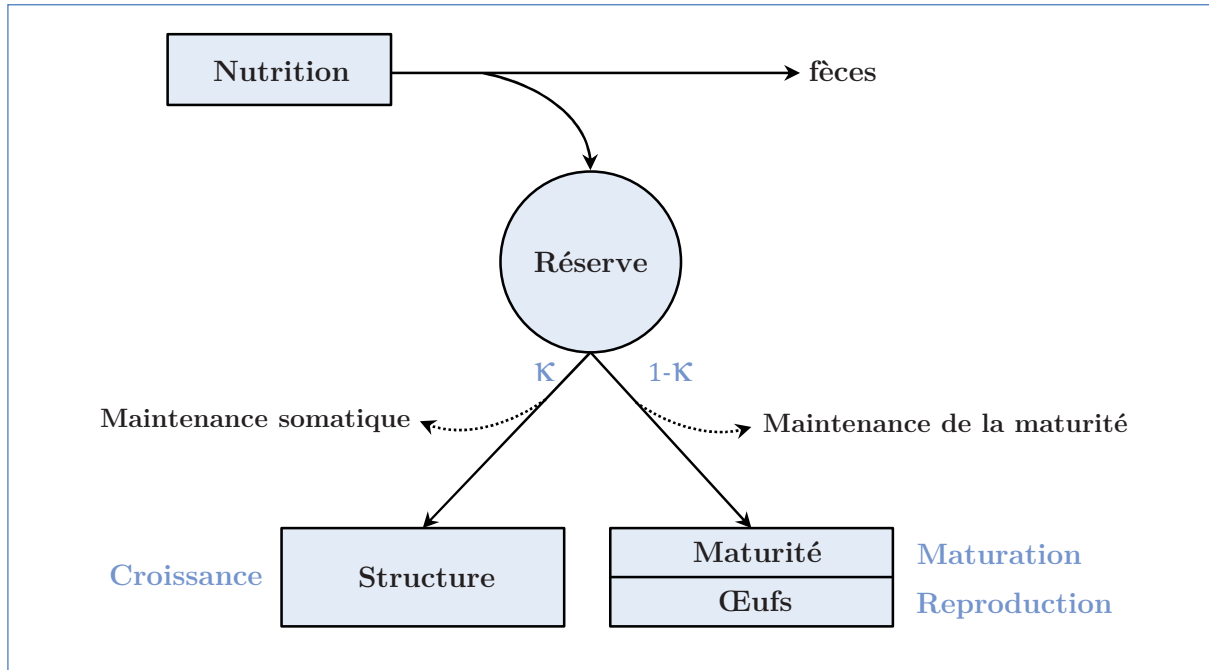 Nutrition
fèces
Réserve
κ
1-κ
Maintenance somatique
Maintenance de la maturité
Croissance
Structure
Maturité
Maturation
Œufs
Reproduction